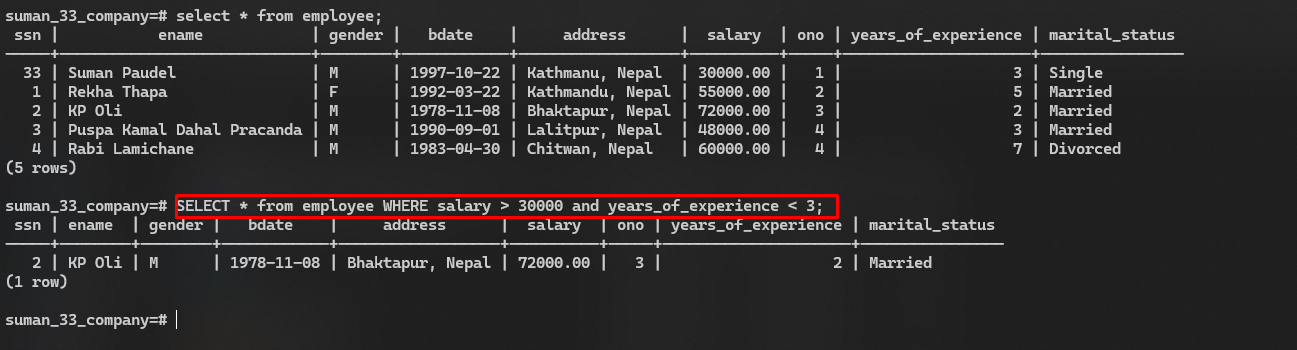 suman_33_company=# select * from employee;
 ssn |           ename            | gender |   bdate    |     address      |  salary  | ono | years_of_experience | marital_status
-----+----------------------------+--------+------------+------------------+----------+-----+---------------------+----------------
  33 | Suman Paudel               | M      | 1997-10-22 | Kathmanu, Nepal  | 30000.00 |   1 |                   3 | Single
   1 | Rekha Thapa                | F      | 1992-03-22 | Kathmandu, Nepal | 55000.00 |   2 |                   5 | Married
   2 | KP Oli                     | M      | 1978-11-08 | Bhaktapur, Nepal | 72000.00 |   3 |                   2 | Married
   3 | Puspa Kamal Dahal Pracanda | M      | 1990-09-01 | Lalitpur, Nepal  | 48000.00 |   4 |                   3 | Married
   4 | Rabi Lamichane             | M      | 1983-04-30 | Chitwan, Nepal   | 60000.00 |   4 |                   7 | Divorced
(5 rows)
suman_33_company=# SELECT * from employee WHERE salary > 30000 and years_of_experience < 3;
 ssn | ename  | gender |   bdate    |     address      |  salary  | ono | years_of_experience | marital_status
-----+--------+--------+------------+------------------+----------+-----+---------------------+----------------
   2 | KP Oli | M      | 1978-11-08 | Bhaktapur, Nepal | 72000.00 |   3 |                   2 | Married
(1 row)
suman_33_company=#